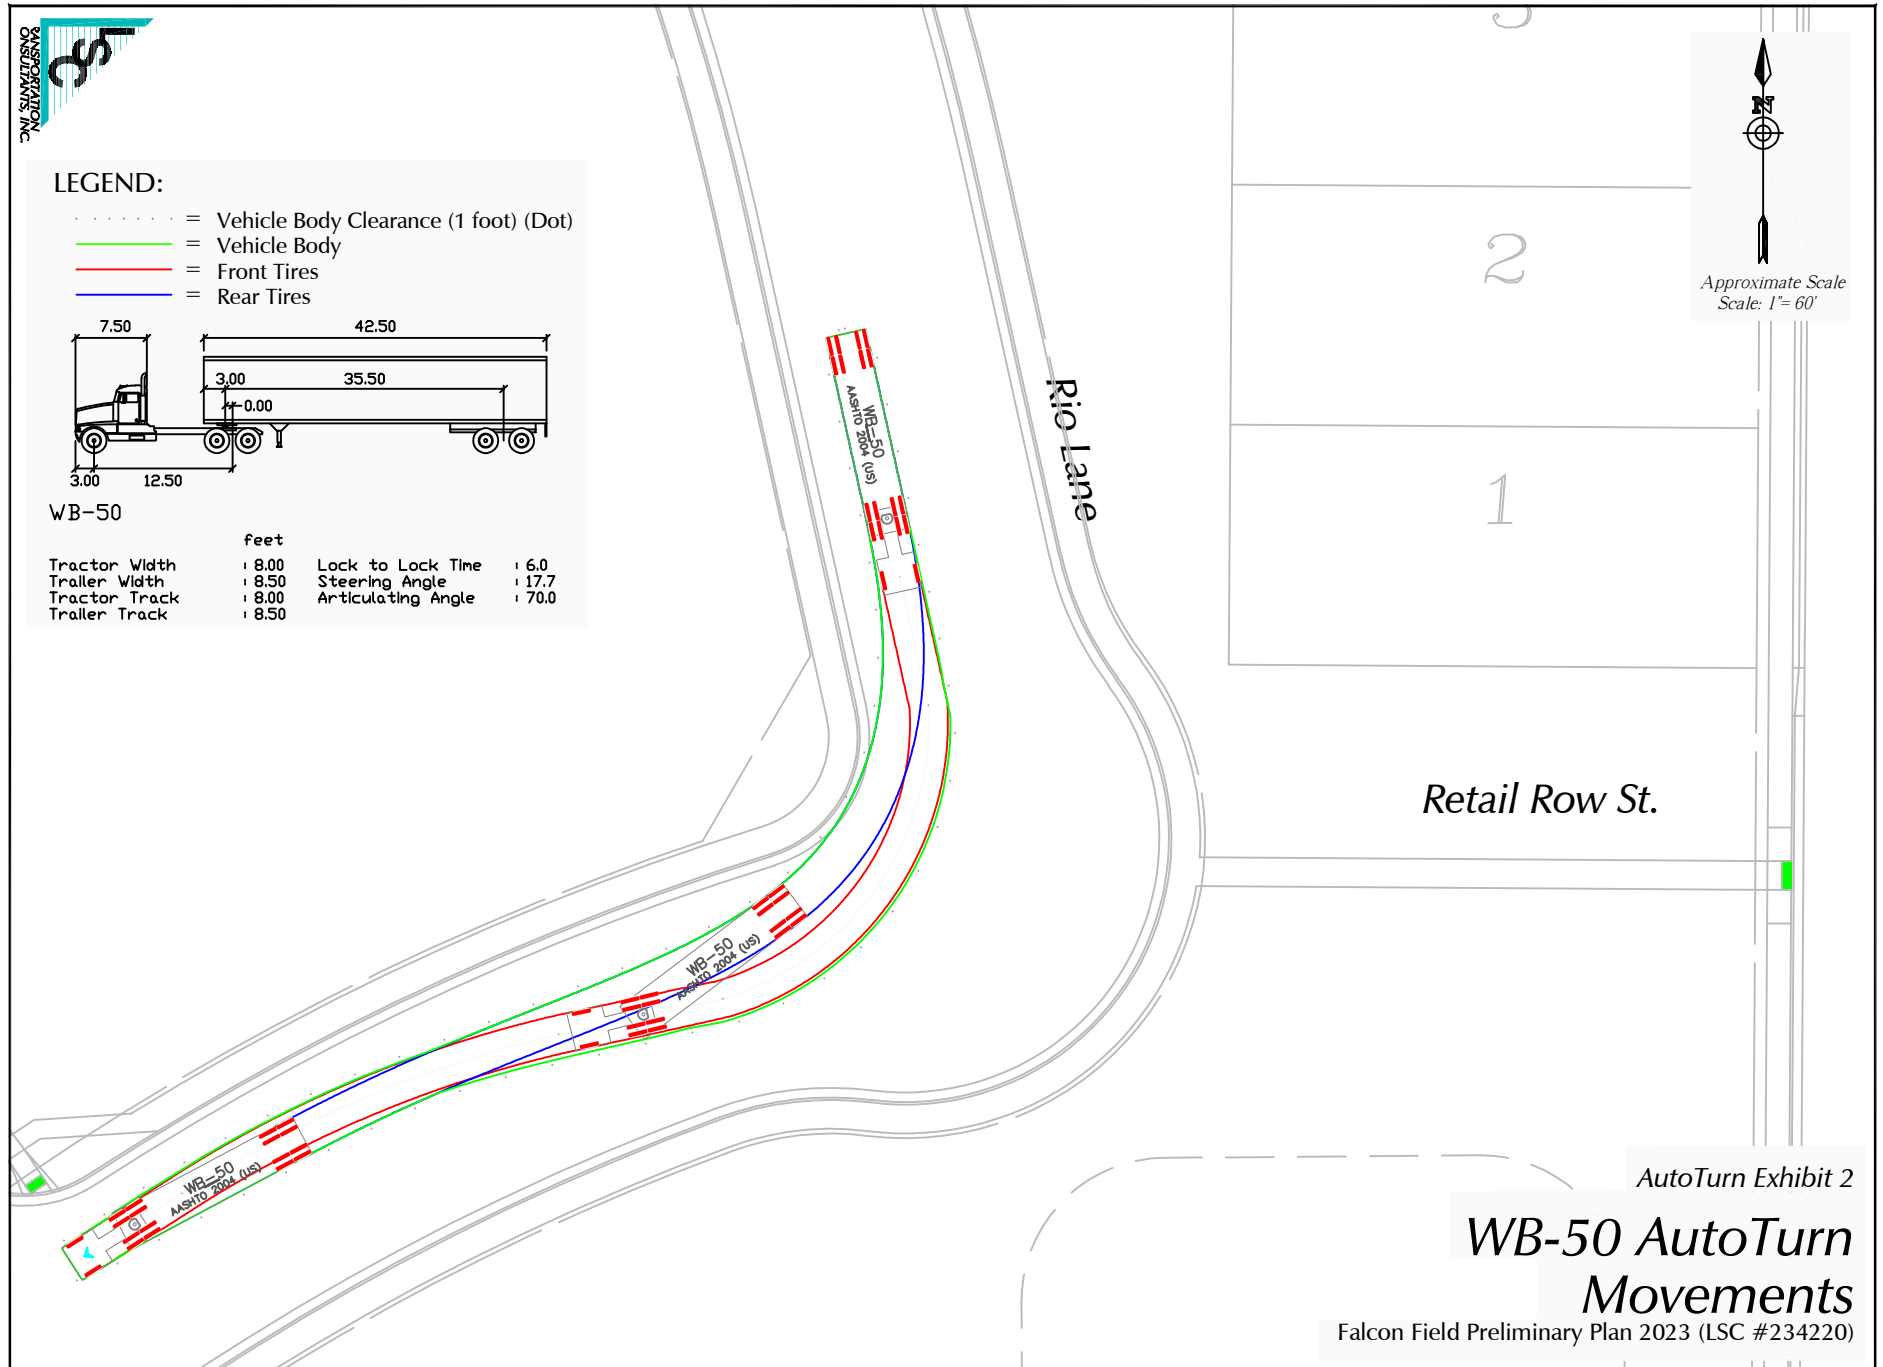 LSC
TRANSPORTATION
CONSULTANTS, INC.
LEGEND:
= Vehicle Body Clearance (1 foot) (Dot)
= Vehicle Body
= Front Tires
= Rear Tires
7.50
42.50
3.00
35.50
0.00
3.00
12.50
WB-50
feet
Tractor Width : 8.00 Lock to Lock Time : 6.0
Trailer Width : 8.50 Steering Angle : 17.7
Tractor Track : 8.00 Articulating Angle : 70.0
Trailer Track : 8.50
3
2
1
N
Approximate Scale
Scale: 1"= 60'
Rio Lane
WB-50
AASHTO 2004 (US)
WB-50
AASHTO 2004 (US)
WB-50
AASHTO 2004 (US)
Retail Row St.
AutoTurn Exhibit 2
WB-50 AutoTurn
Movements
Falcon Field Preliminary Plan 2023 (LSC #234220)